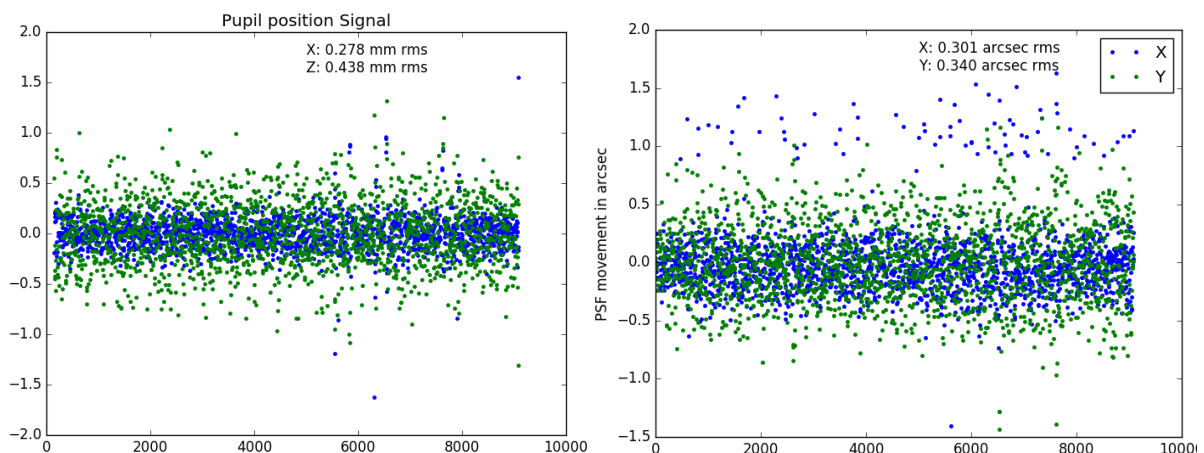 Pupil position Signal
X: 0.278 mm rms
Z: 0.438 mm rms
2.0
1.5
1.0
0.5
0.0
−0.5
−1.0
−1.5
−2.0
0 2000 4000 6000 8000 10000
X: 0.301 arcsec rms
Y: 0.340 arcsec rms
X
Y
PSF movement in arcsec
2.0
1.5
1.0
0.5
0.0
−0.5
−1.0
−1.5
0 2000 4000 6000 8000 10000